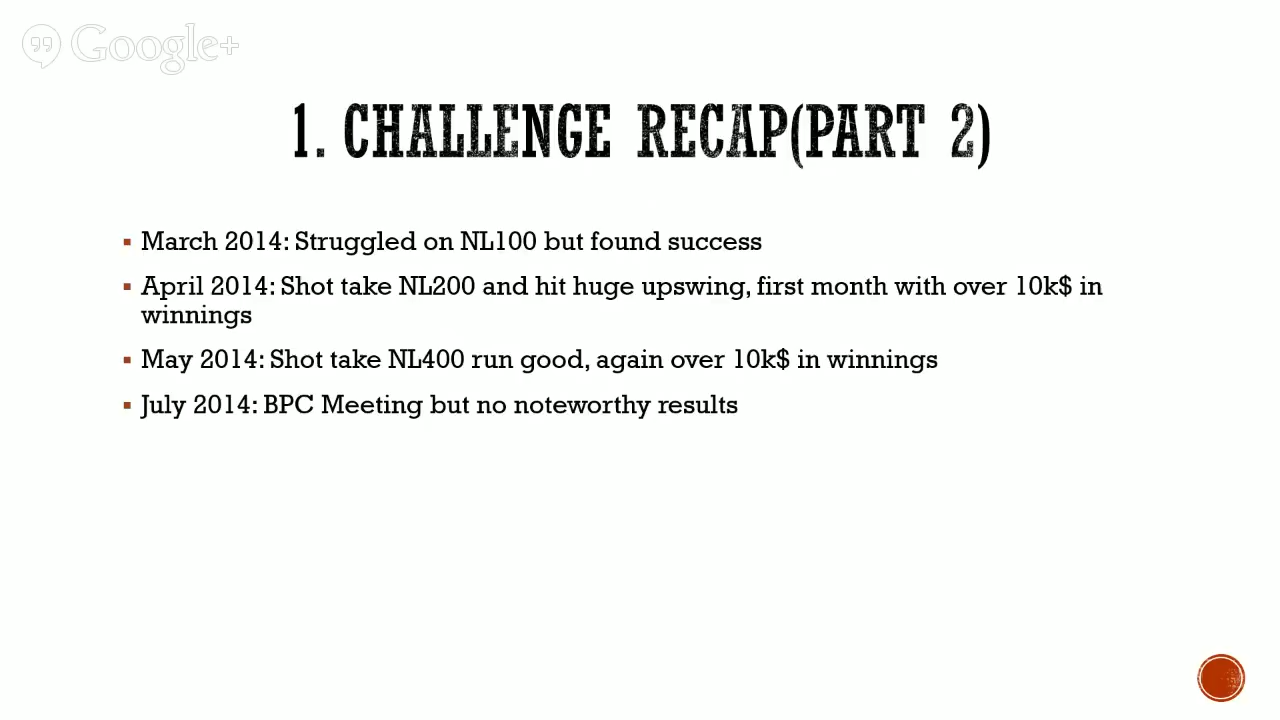 Google+
1. CHALLENGE RECAP(PART 2)
March 2014: Struggled on NL100 but found success
April 2014: Shot take NL200 and hit huge upswing, first month with over 10k$ in
winnings
May 2014: Shot take NL400 run good, again over 10k$ in winnings
July 2014: BPC Meeting but no noteworthy results